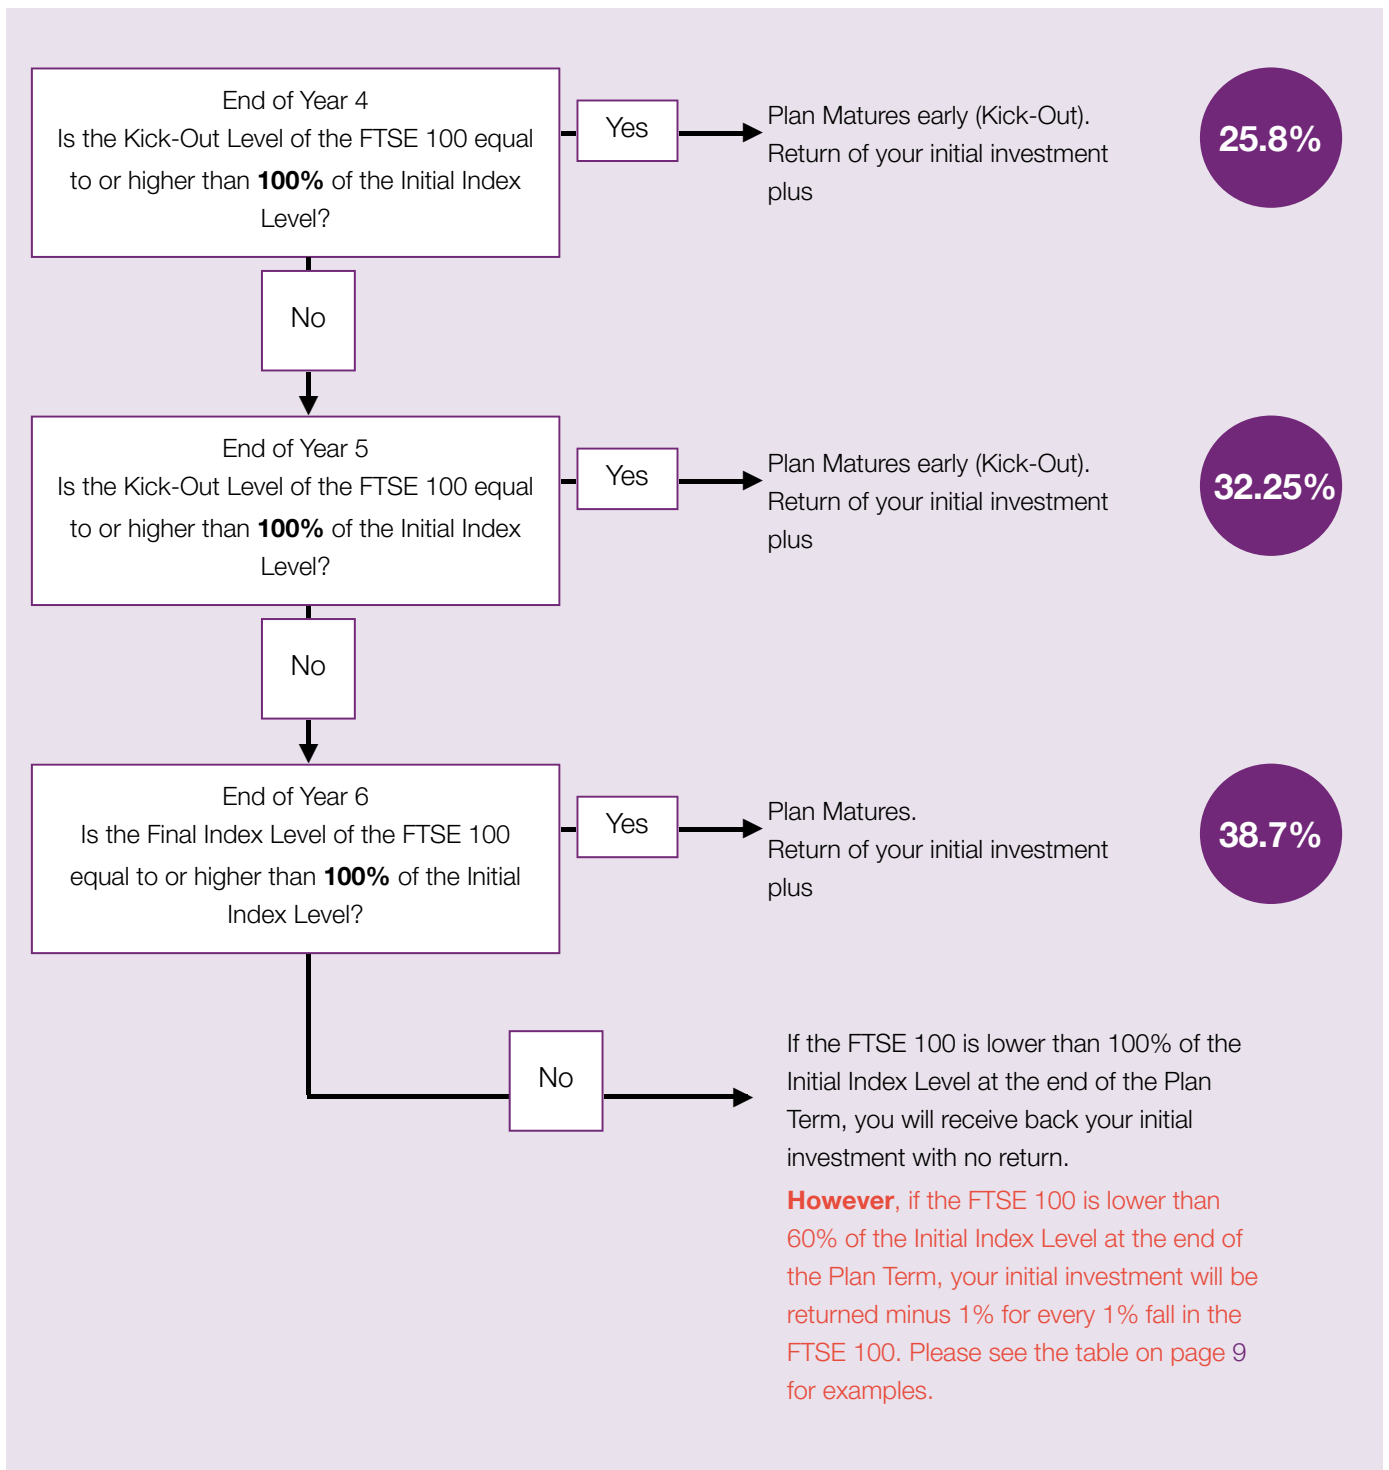 End of Year 4
Is the Kick-Out Level of the FTSE 100 equal
to or higher than 100% of the Initial Index
Level?
Yes
Plan Matures early (Kick-Out).
Return of your initial investment
plus
25.8%
No
End of Year 5
Is the Kick-Out Level of the FTSE 100 equal
to or higher than 100% of the Initial Index
Level?
Yes
Plan Matures early (Kick-Out).
Return of your initial investment
plus
32.25%
No
End of Year 6
Is the Final Index Level of the FTSE 100
equal to or higher than 100% of the Initial
Index Level?
Yes
Plan Matures.
Return of your initial investment
plus
38.7%
No
If the FTSE 100 is lower than 100% of the
Initial Index Level at the end of the Plan
Term, you will receive back your initial
investment with no return.
However, if the FTSE 100 is lower than
60% of the Initial Index Level at the end of
the Plan Term, your initial investment will be
returned minus 1% for every 1% fall in the
FTSE 100. Please see the table on page 9
for examples.